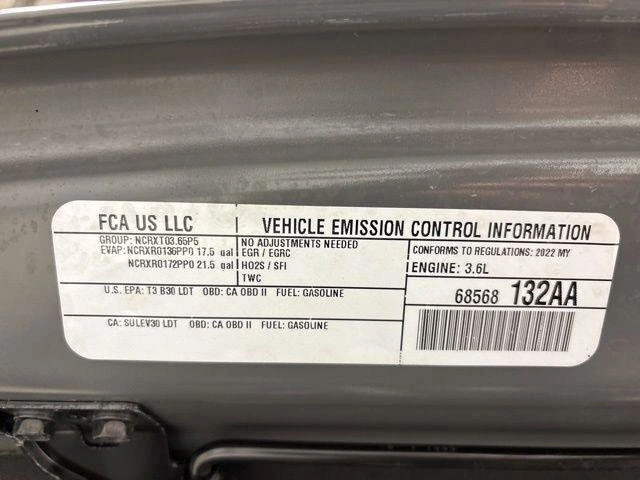 FCA US LLC
VEHICLE EMISSION CONTROL INFORMATION
GROUP: NCRXT03.65P5
EVAP: NCRXR0136PP0 17.5 gal
NCRXR0172PP0 21.5 gal
NO ADJUSTMENTS NEEDED
EGR / EGRC
HO2S / SFI
TWC
CONFORMS TO REGULATIONS: 2022 MY
ENGINE: 3.6L
U.S. EPA: T3 B30 LDT OBD: CA OBD II FUEL: GASOLINE
CA: SULEV30 LDT OBD: CA OBD II FUEL: GASOLINE
68568 132AA